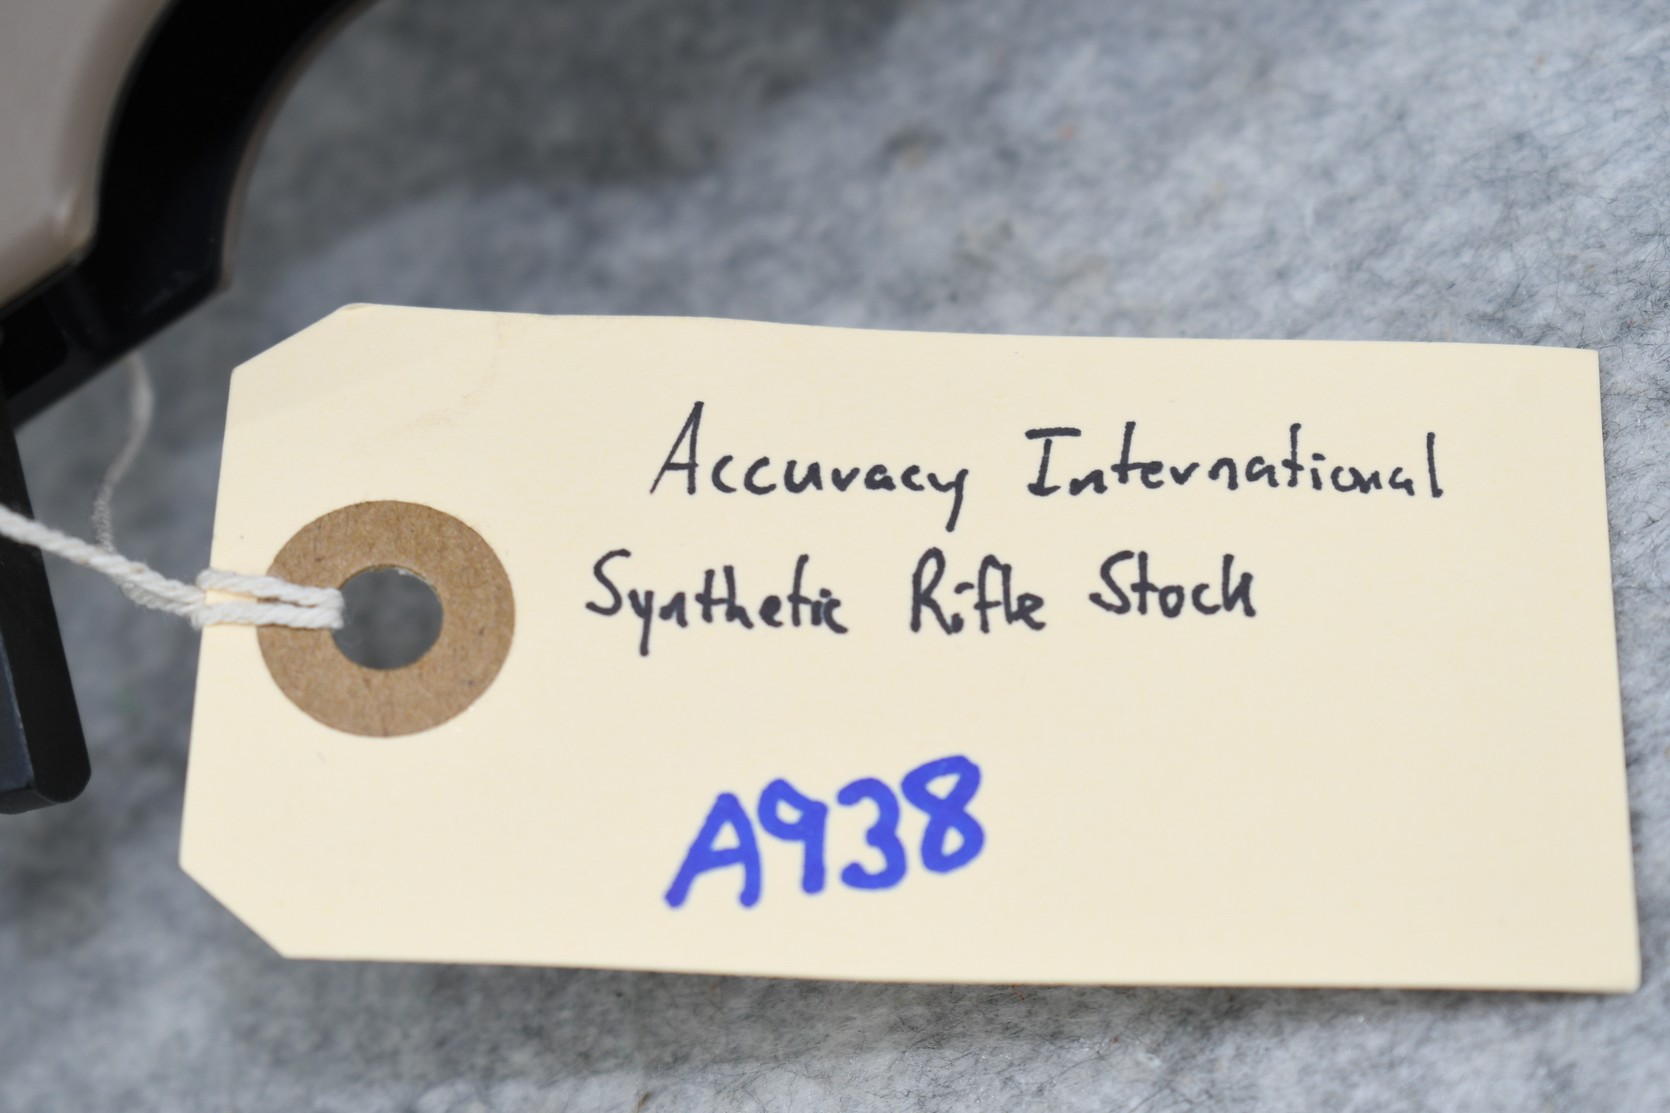 Accuracy International
Synthetic Rifle Stock
A938